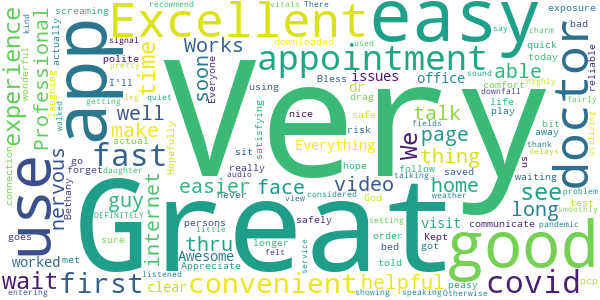 Very
Great
easy
Excellent
app
use
good
doctor
appointment
convenient
covid
first
fast
wait
page
thing
face
home
video
helpful
internet
experience
Professional
nervous
time
make
well
soon
Works
able
see
long
talk
visit
office
issues
easier
thru
guy
We
Everyone
clear
worked
Awesome
Appreciate
Everything
satisfying
Bethany
DEFINITELY
connection
wonderful
screaming
actually
kind
polite
pretty
signal
laughing
walked
getting
I'll
quiet
leg
actual
Hopefully
daughter
go
forget
sure
goes
met
entering
listened
recommend
vitals
There
downloaded
used
using
Bless
dr
drag
safe
risk
nice
sit
really
audio
hope
never
view
considered
God
persons
little
safely
longer
felt
service
order
bed
told
Kept
got
showing
setting
weather
talking
follow
saved
us
life
play
comfort
sound
downfall
fields
quick
today
charm
say
exposure
bad
reliable
Highly
fairly
bit
away
utilizing
thank
delays
waiting
problem
test
smoothly
pandemic
communicate
peasy
speaking
Otherwise
pcp